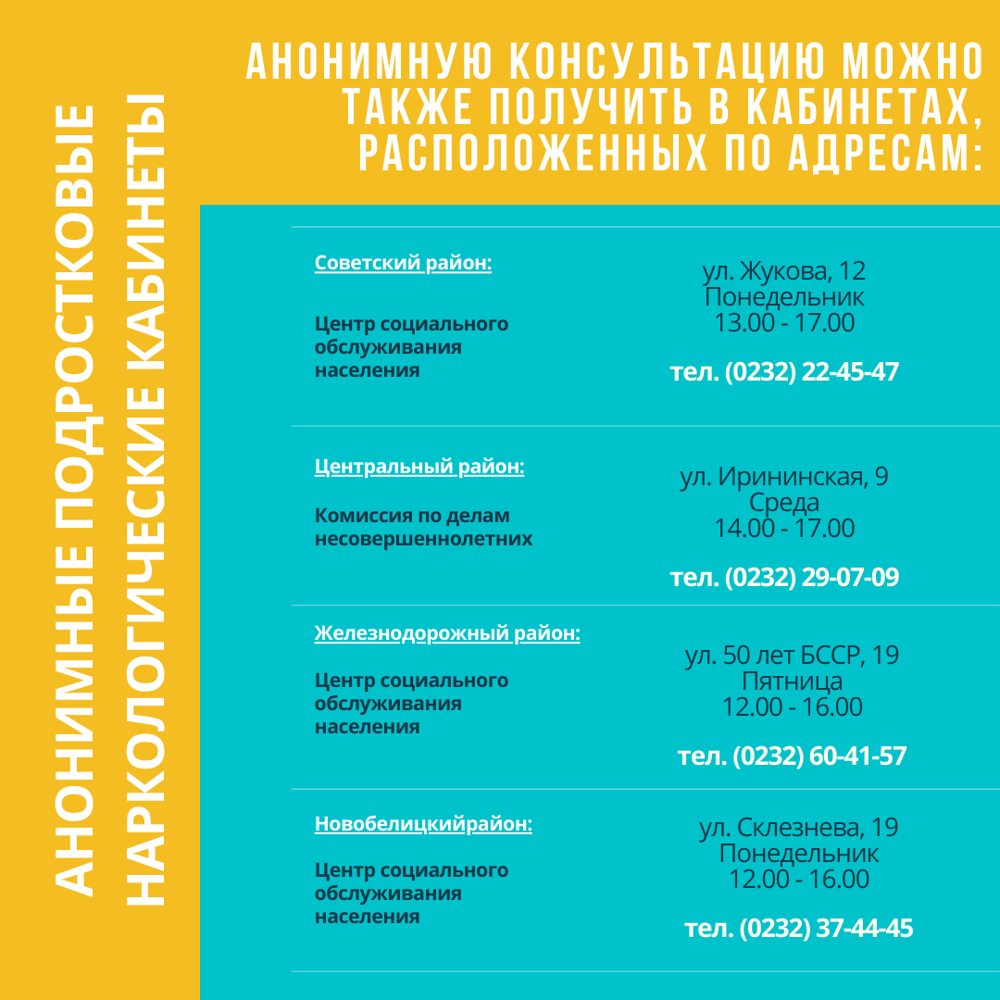 АНОНИМНЫЕ ПОДРОСТКОВЫЕ
НАРКОЛОГИЧЕСКИЕ КАБИНЕТЫ
АНОНИМНУЮ КОНСУЛЬТАЦИЮ МОЖНО
ТАКЖЕ ПОЛУЧИТЬ В КАБИНЕТАХ,
РАСПОЛОЖЕННЫХ ПО АДРЕСАМ:
Советский район:
Центр социального
обслуживания
населения
ул. Жукова, 12
Понедельник
13.00 - 17.00
тел. (0232) 22-45-47
Центральный район:
Комиссия по делам
несовершеннолетних
ул. Ирининская, 9
Среда
14.00 - 17.00
тел. (0232) 29-07-09
Железнодорожный район:
Центр социального
обслуживания
населения
ул. 50 лет БССР, 19
Пятница
12.00 - 16.00
тел. (0232) 60-41-57
Новобелицкийрайон:
Центр социального
обслуживания
населения
ул. Склезнева, 19
Понедельник
12.00 - 16.00
тел. (0232) 37-44-45